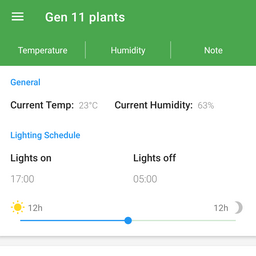 Gen 11 plants
Temperature Humidity Note
General
Current Temp: 23°C Current Humidity: 63%
Lighting Schedule
Lights on Lights off
17:00 05:00
12h 12h